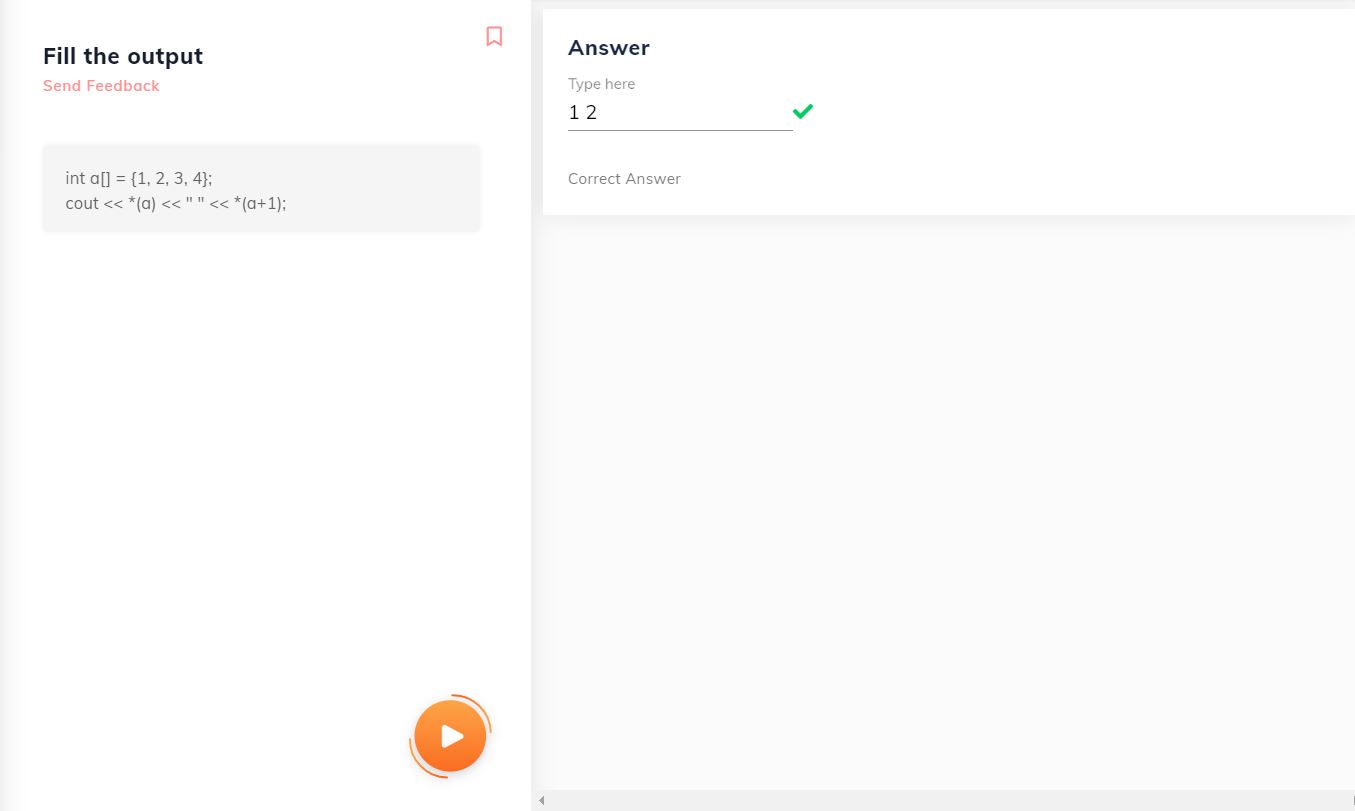 Fill the output
Send Feedback
int a[] = {1, 2, 3, 4};
cout << *(a) << " " << *(a+1);
Answer
Type here
1 2
Correct Answer